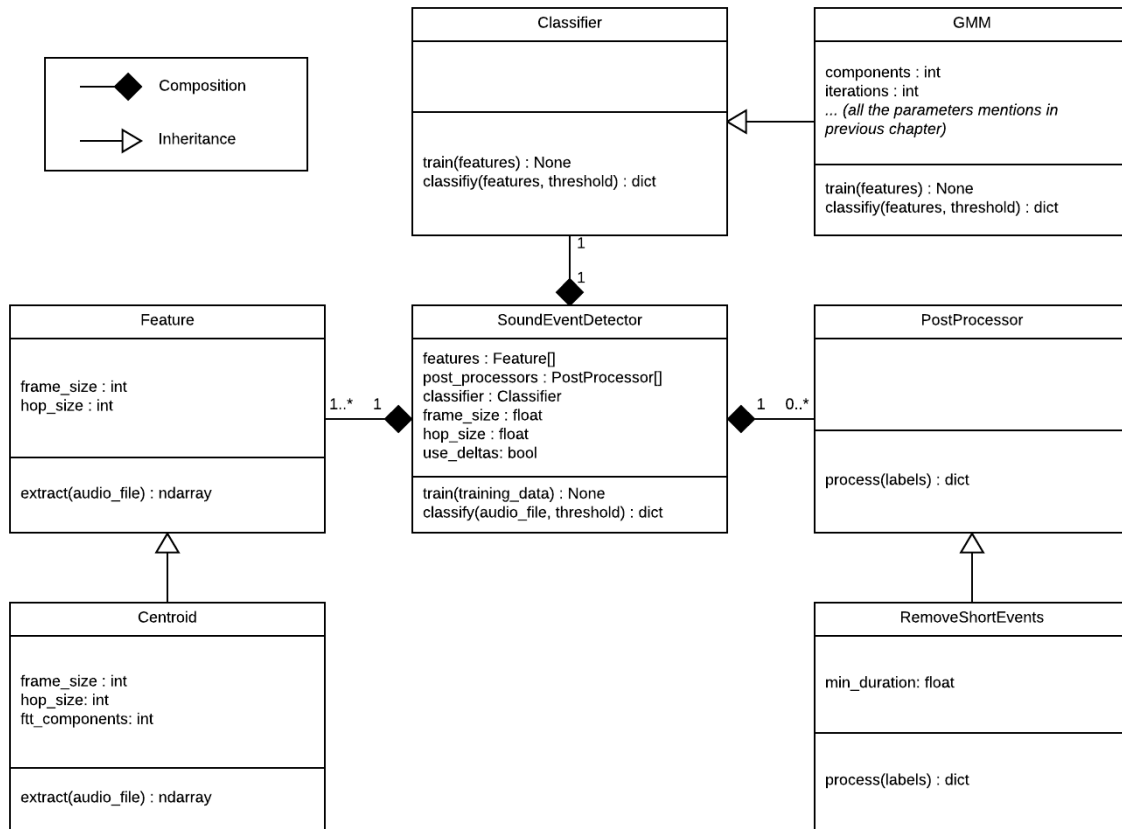 Composition
Inheritance
Classifier
train(features) : None
classifiy(features, threshold) : dict
GMM
components : int
iterations : int
... (all the parameters mentions in
previous chapter)
train(features) : None
classifiy(features, threshold) : dict
1
1
Feature
frame_size : int
hop_size : int
extract(audio_file) : ndarray
1..*
1
SoundEventDetector
features : Feature[]
post_processors : PostProcessor[]
classifier : Classifier
frame_size : float
hop_size : float
use_deltas: bool
train(training_data) : None
classify(audio_file, threshold) : dict
1
0..*
PostProcessor
process(labels) : dict
Centroid
frame_size : int
hop_size: int
ftt_components: int
extract(audio_file) : ndarray
RemoveShortEvents
min_duration: float
process(labels) : dict